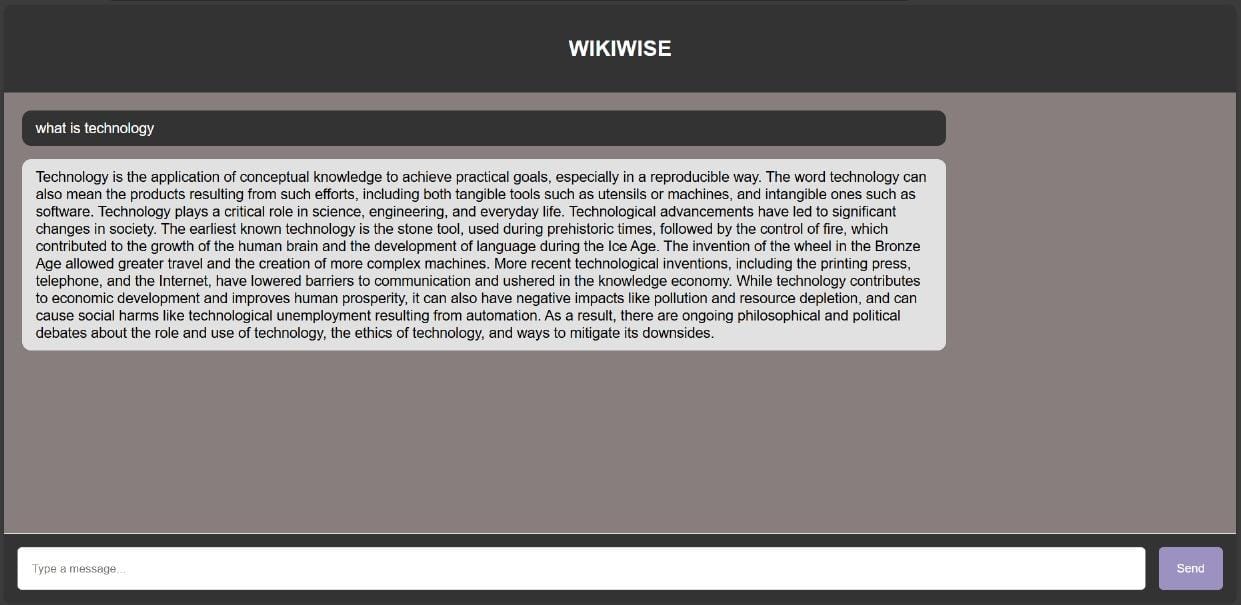 WIKIWISE
what is technology
Technology is the application of conceptual knowledge to achieve practical goals, especially in a reproducible way. The word technology can
also mean the products resulting from such efforts, including both tangible tools such as utensils or machines, and intangible ones such as
software. Technology plays a critical role in science, engineering, and everyday life. Technological advancements have led to significant
changes in society. The earliest known technology is the stone tool, used during prehistoric times, followed by the control of fire, which
contributed to the growth of the human brain and the development of language during the Ice Age. The invention of the wheel in the Bronze
Age allowed greater travel and the creation of more complex machines. More recent technological inventions, including the printing press,
telephone, and the Internet, have lowered barriers to communication and ushered in the knowledge economy. While technology contributes
to economic development and improves human prosperity, it can also have negative impacts like pollution and resource depletion, and can
cause social harms like technological unemployment resulting from automation. As a result, there are ongoing philosophical and political
debates about the role and use of technology, the ethics of technology, and ways to mitigate its downsides.
Type a message...
Send